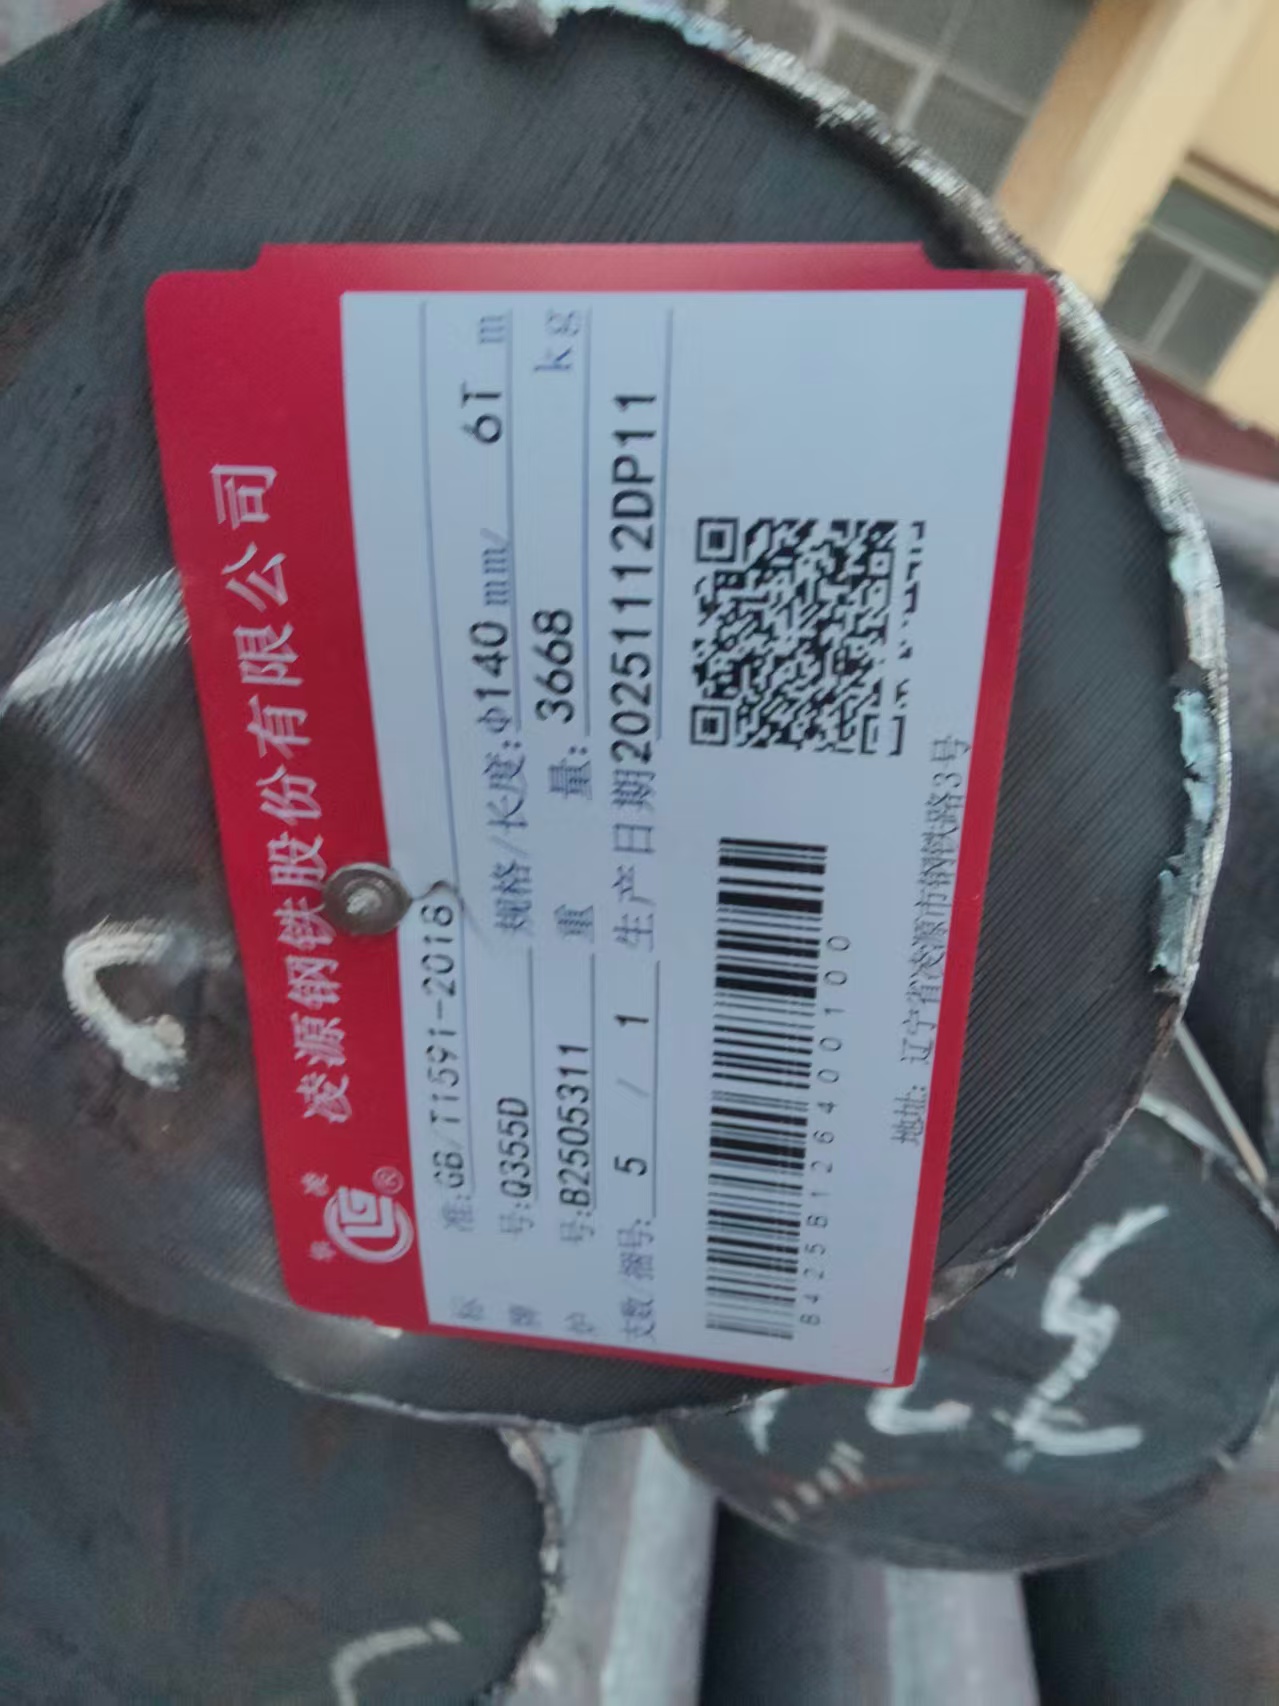 凌源钢铁股份有限公司
标准:GB/T1591-2018
牌号:Q355D 规格/长度:Φ140mm/ 6T m
炉号:B2505311 重量: 3668 kg
支数/捆号: 5 / 1 生产日期20251112DP11
84258126400100
地址: 辽宁省凌源市钢铁路3号